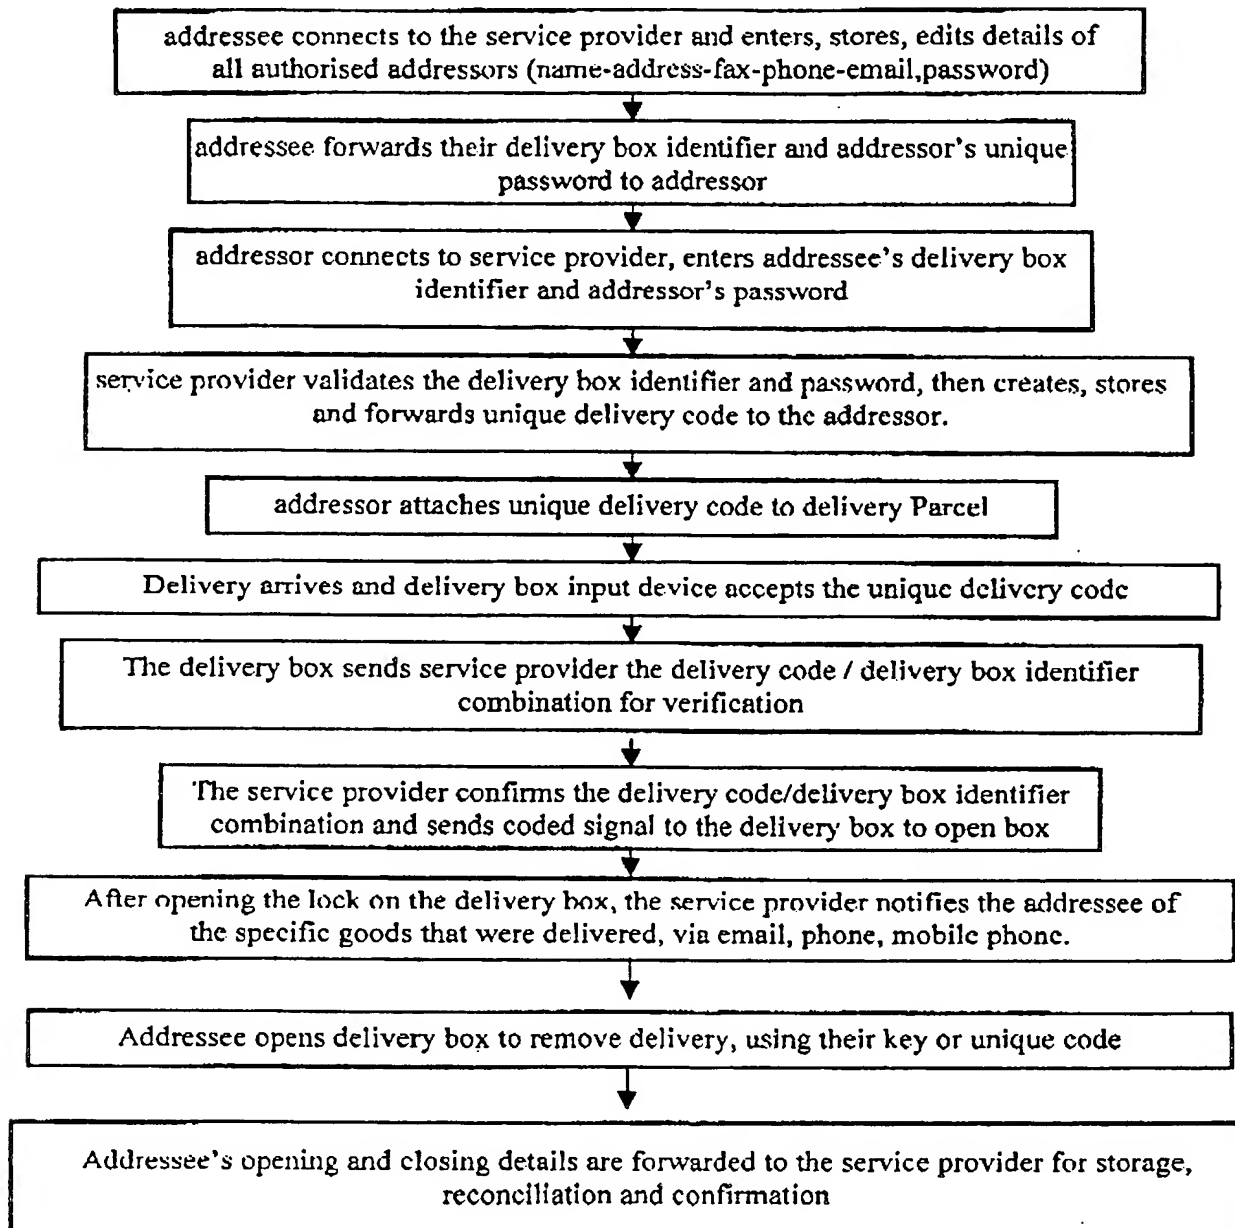 addressee connects to the service provider and enters, stores, edits details of
all authorised addressors (name-address-fax-phone-email,password)
addressee forwards their delivery box identifier and addressor's unique
password to addressor
addressor connects to service provider, enters addressee's delivery box
identifier and addressor's password
service provider validates the delivery box identifier and password, then creates, stores
and forwards unique delivery code to the addressor.
addressor attaches unique delivery code to delivery Parcel
Delivery arrives and delivery box input device accepts the unique delivery code
The delivery box sends service provider the delivery code / delivery box identifier
combination for verification
The service provider confirms the delivery code/delivery box identifier
combination and sends coded signal to the delivery box to open box
After opening the lock on the delivery box, the service provider notifies the addressee of
the specific goods that were delivered, via email, phone, mobile phone.
Addressee opens delivery box to remove delivery, using their key or unique code
Addressee's opening and closing details are forwarded to the service provider for storage,
reconciliation and confirmation